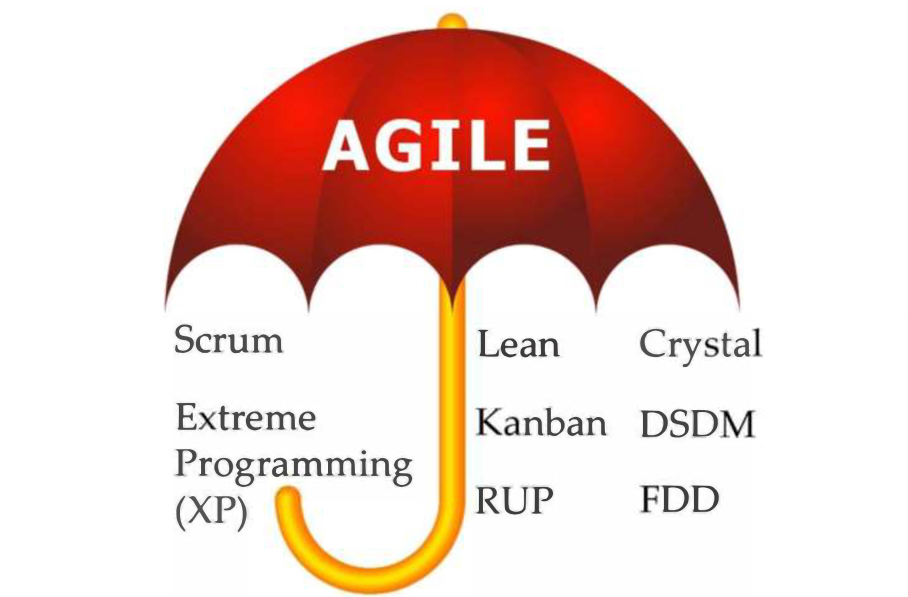 AGILE
Scrum
Extreme
Programming
(XP)
Lean
Kanban
RUP
Crystal
DSDM
FDD